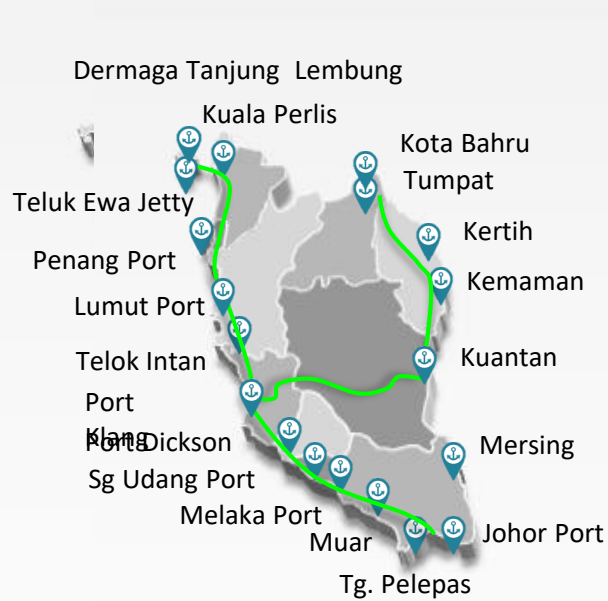 Dermaga Tanjung Lembung
Kuala Perlis
Kota Bahru
Tumpat
Teluk Ewa Jetty
Kertih
Penang Port
Kemaman
Lumut Port
Telok Intan
Kuantan
Port
Klang
Port Dickson
Mersing
Sg Udang Port
Melaka Port
Johor Port
Muar
Tg. Pelepas